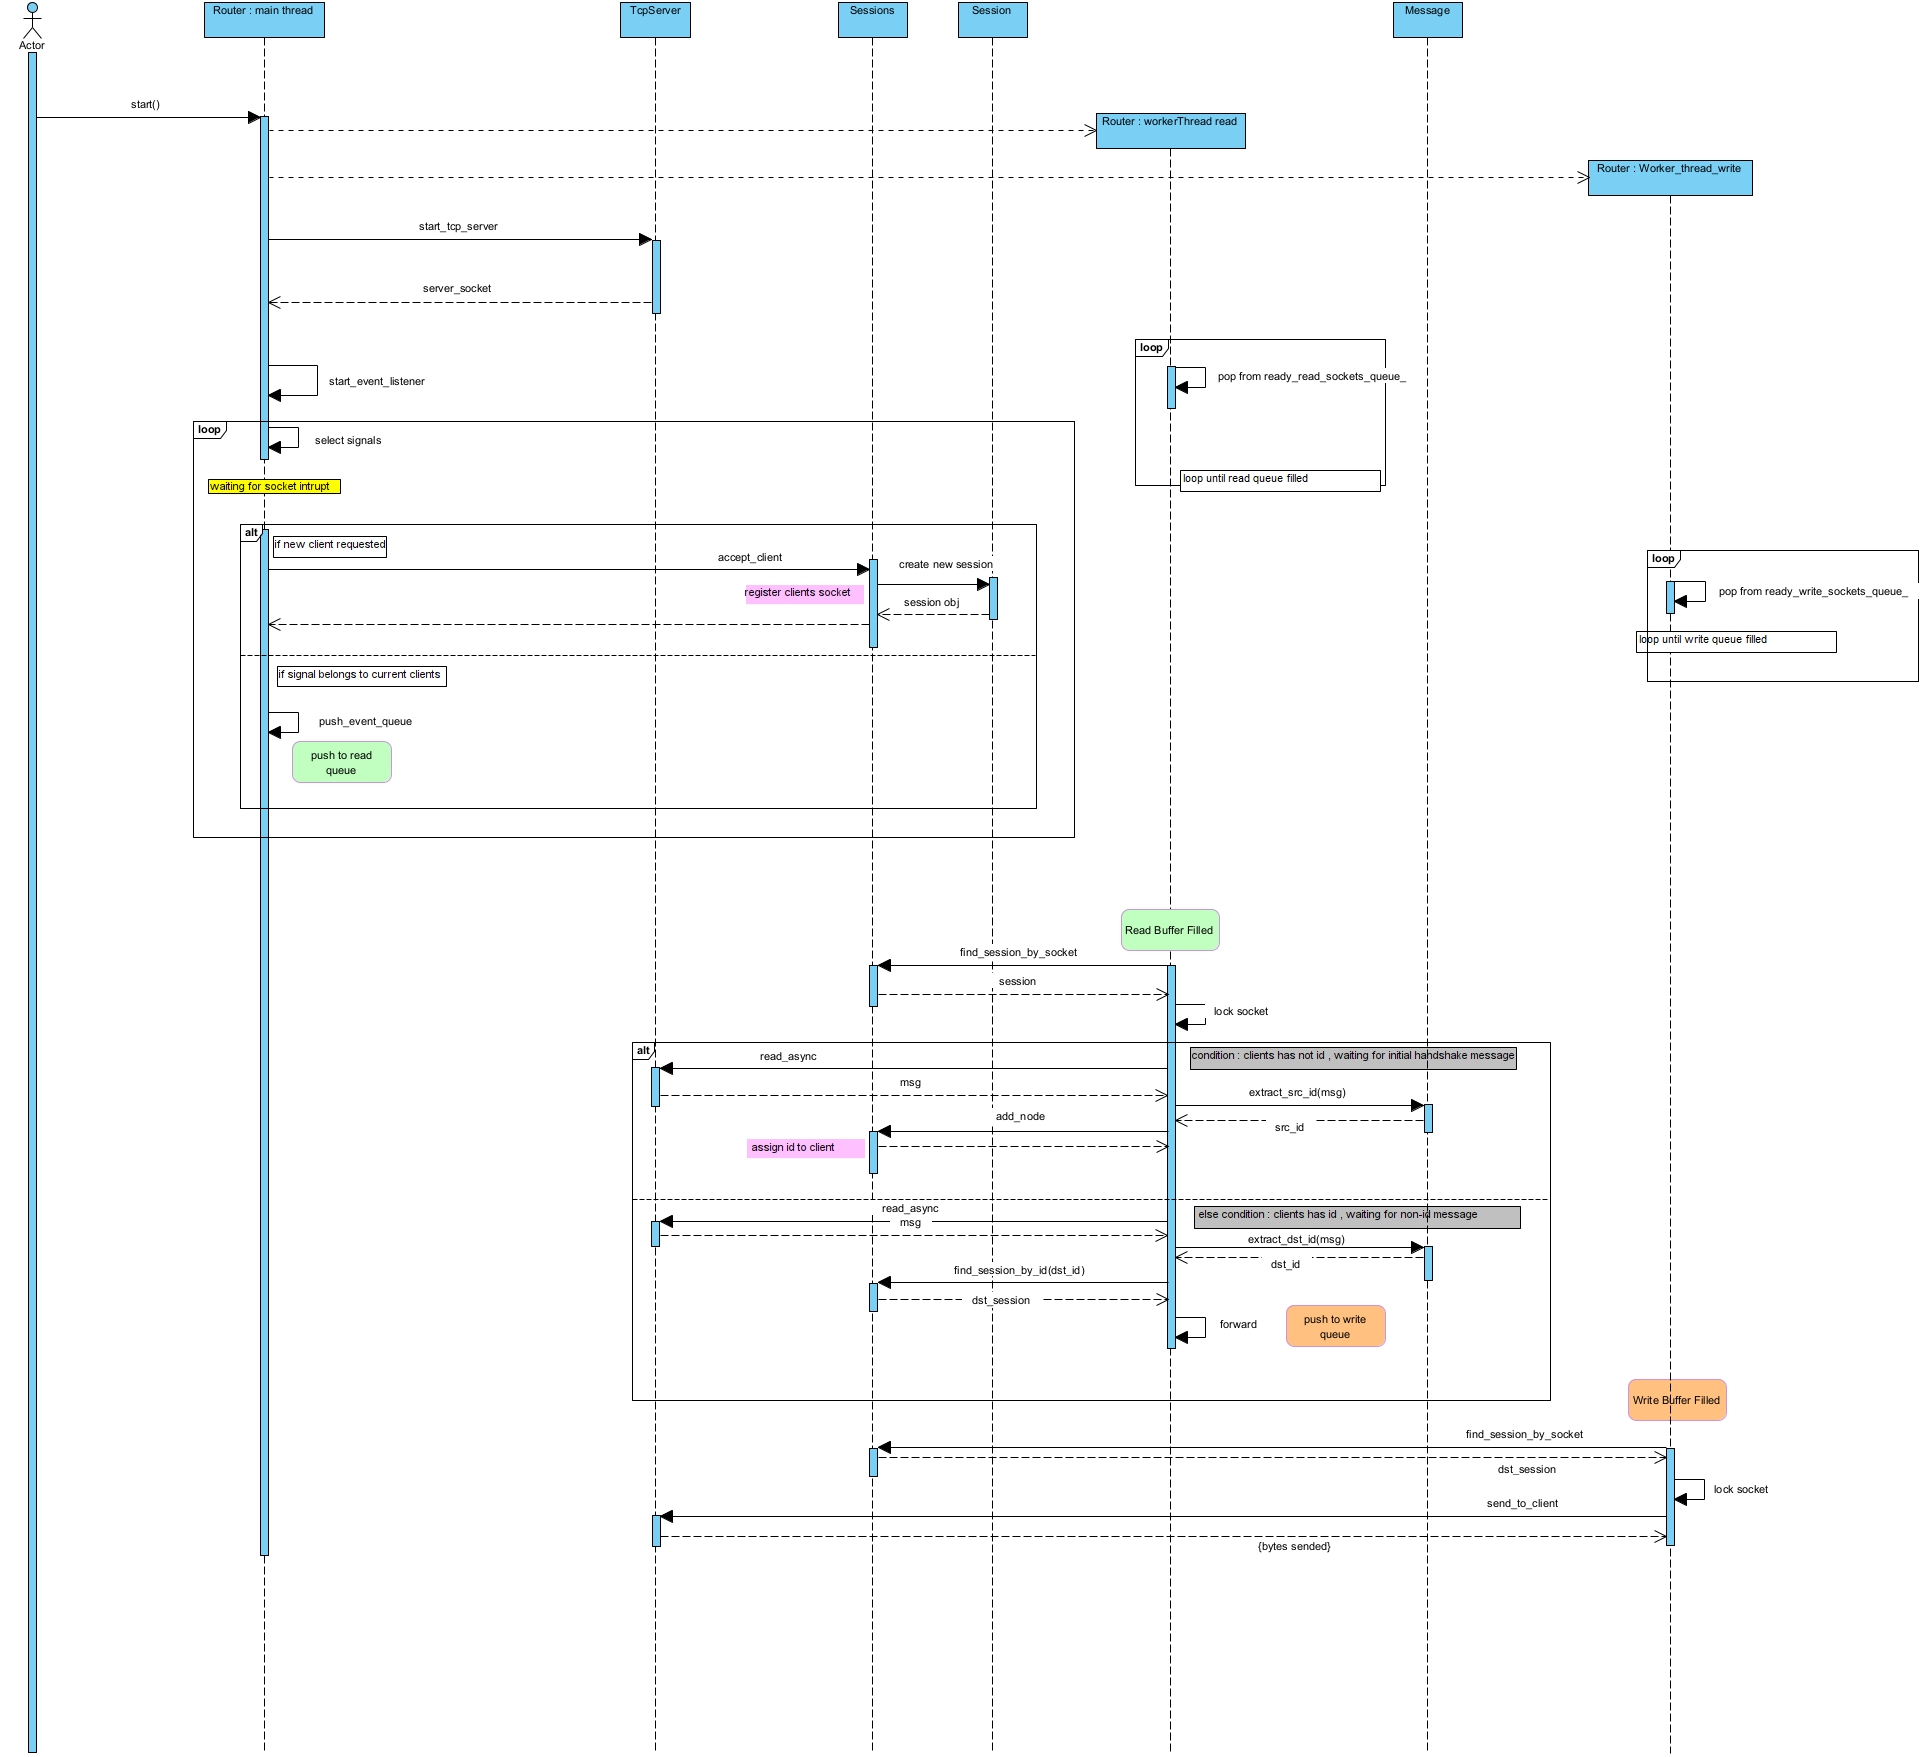 Router : main thread
TcpServer
Sessions
Session
Message
Actor
start()
Router : workerThread read
Router : Worker_thread_write
start_tcp_server
server_socket
loop
pop from ready_read_sockets_queue_
start_event_listener
loop
select signals
loop until read queue filled
waiting for socket intrupt
alt
if new client requested
accept_client
create new session
register clients socket
session obj
loop
pop from ready_write_sockets_queue_
loop until write queue filled
if signal belongs to current clients
push_event_queue
push to read
queue
Read Buffer Filled
find_session_by_socket
session
lock socket
alt
read_async
condition : clients has not id , waiting for initial handshake message
msg
extract_src_id(msg)
add_node
src_id
assign id to client
read_async
msg
else condition : clients has id , waiting for non-id message
extract_dst_id(msg)
dst_id
find_session_by_id(dst_id)
dst_session
forward
push to write
queue
Write Buffer Filled
find_session_by_socket
dst_session
lock socket
send_to_client
{bytes sended}